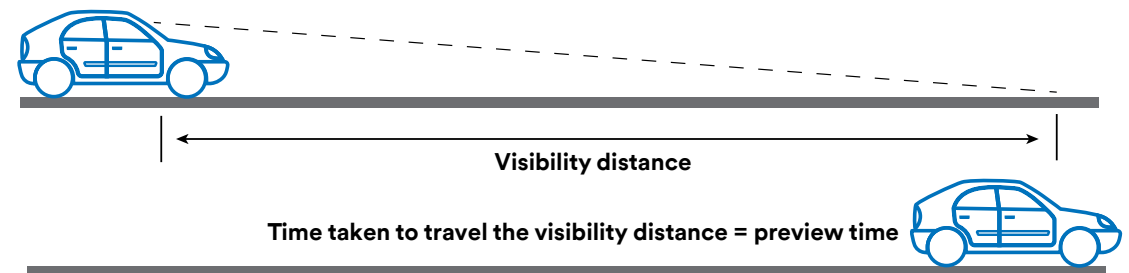 Visibility distance
Time taken to travel the visibility distance = preview time